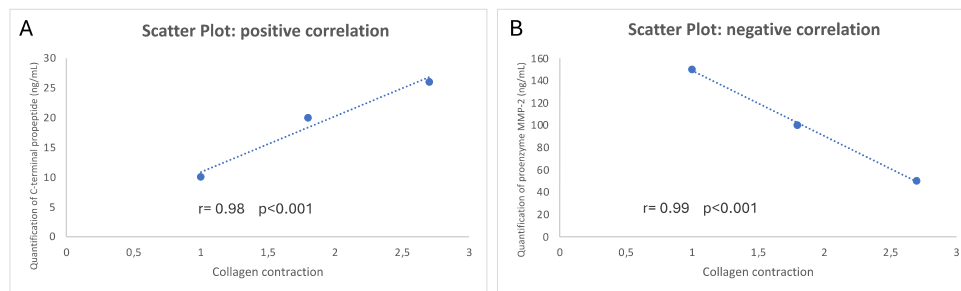 A
Scatter Plot: positive correlation
Quantification of C-terminal propeptide (ng/mL)
30
25
20
15
10
5
0
r= 0.98 p<0.001
0 0,5 1 1,5 2 2,5 3
Collagen contraction
B
Scatter Plot: negative correlation
Quantification of proenzyme MMP-2 (ng/mL)
160
140
120
100
80
60
40
20
0
r= 0.99 p<0.001
0 0,5 1 1,5 2 2,5 3
Collagen contraction